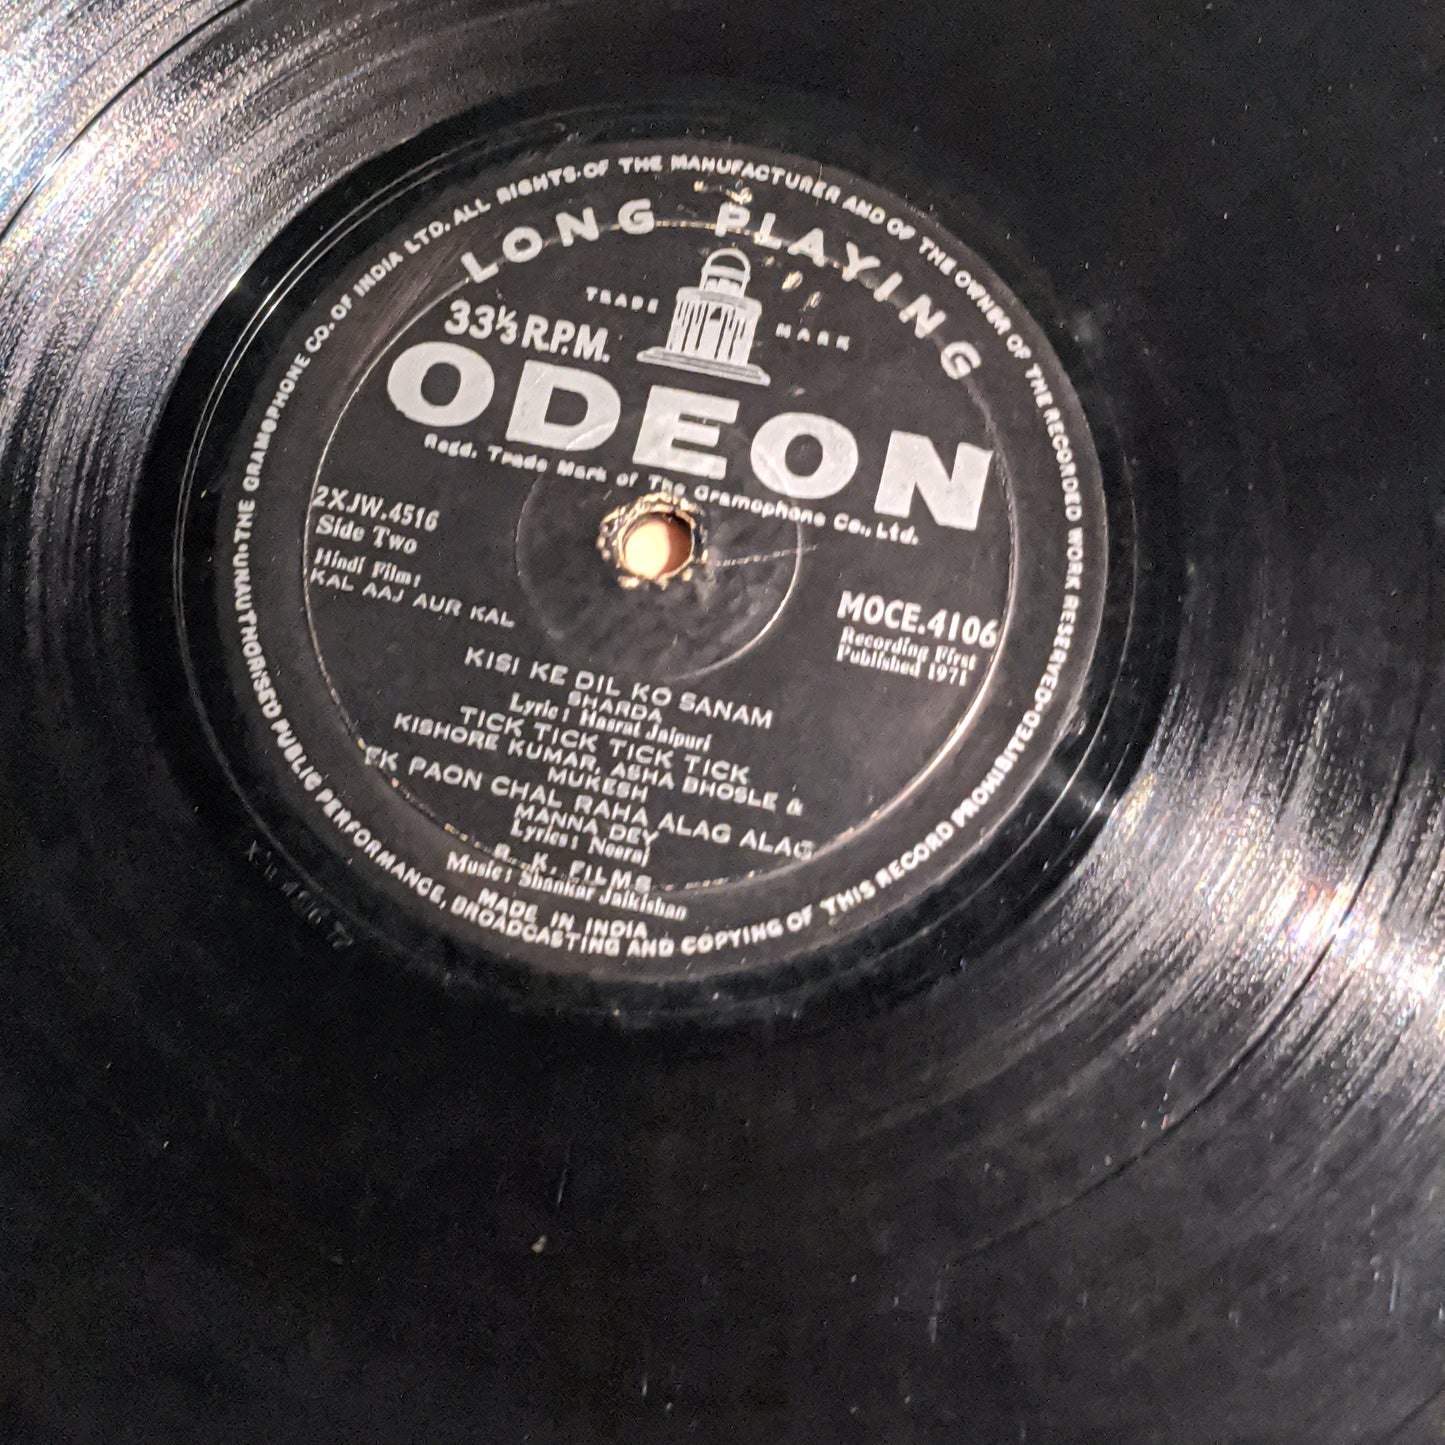 THE GRAMOPHONE CO. OF INDIA LTD. ALL RIGHTS OF THE MANUFACTURER AND OF THE OWNER OF THE RECORDED WORK RESERVED · UNAUTHORISED PUBLIC PERFORMANCE, BROADCASTING AND COPYING OF THIS RECORD PROHIBITED ·
LONG PLAYING
TRADE MARK
33⅓ R.P.M.
ODEON
Regd. Trade Mark of The Gramophone Co., Ltd.
2XJW.4516
Side Two
Hindi Film:
KAL AAJ AUR KAL
MOCE.4106
Recording First
Published 1971
KISI KE DIL KO SANAM
SHARDA
Lyric: Hasrat Jaipuri
TICK TICK TICK TICK
KISHORE KUMAR, ASHA BHOSLE &
MUKESH
EK PAON CHAL RAHA ALAG ALAG
MANNA DEY
Lyrics: Neeraj
R. K. FILMS
Music: Shankar Jaikishan
MADE IN INDIA